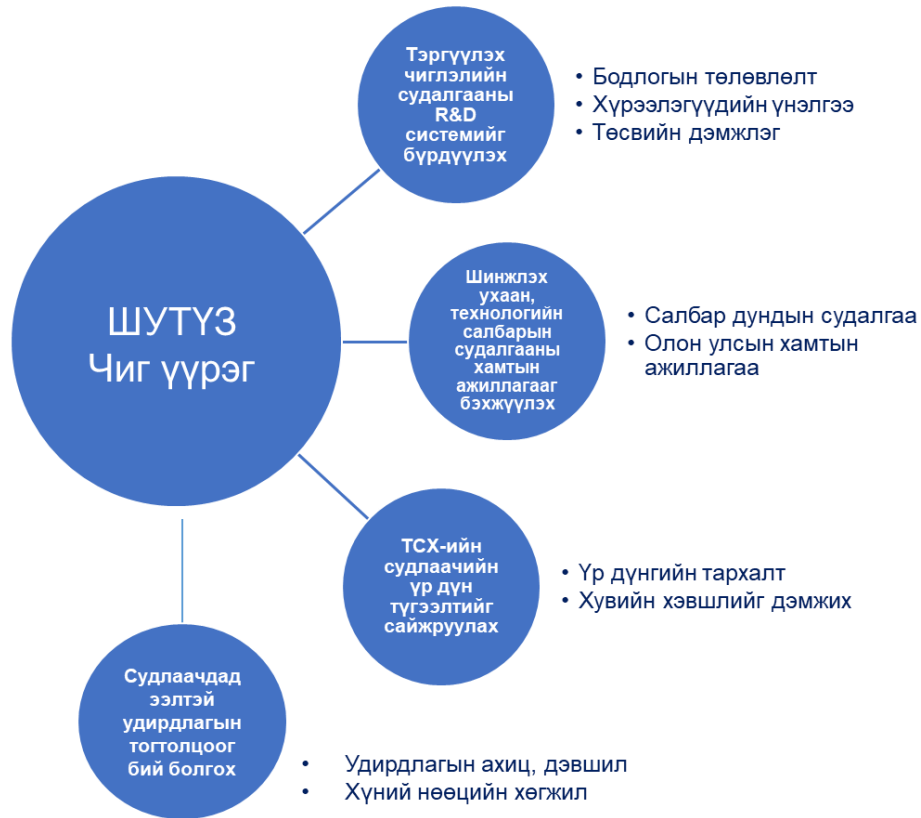 Тэргүүлэх
чиглэлийн
судалгааны
R&D
системийг
бүрдүүлэх
• Бодлогын төлөвлөлт
• Хүрээлэгүүдийн үнэлгээ
• Төсвийн дэмжлэг
ШУТҮЗ
Чиг үүрэг
Шинжлэх
ухаан,
технологийн
салбарын
судалгааны
хамтын
ажиллагааг
бэхжүүлэх
• Салбар дундын судалгаа
• Олон улсын хамтын
ажиллагаа
ТСХ-ийн
судлаачийн
үр дүн
түгээлтийг
сайжруулах
• Үр дүнгийн тархалт
• Хувийн хэвшлийг дэмжих
Судлаачдад
ээлтэй
удирдлагын
тогтолцоог
бий болгох
• Удирдлагын ахиц, дэвшил
• Хүний нөөцийн хөгжил